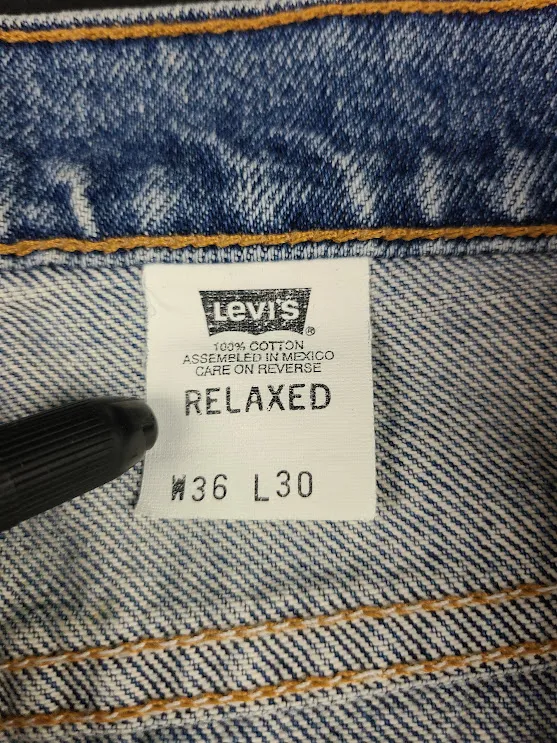 Levi's®
100% COTTON
ASSEMBLED IN MEXICO
CARE ON REVERSE
RELAXED
W36 L30